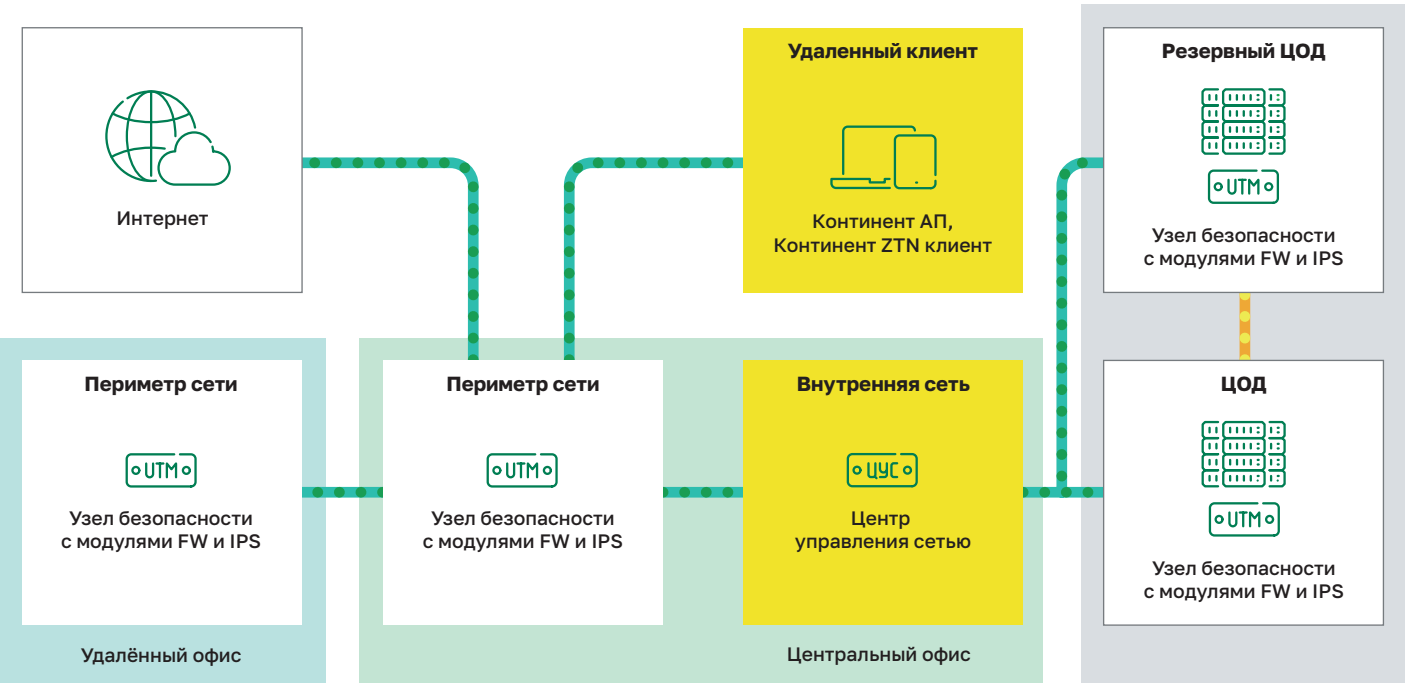 Интернет
Удаленный клиент
Континент АП,
Континент ZTN клиент
Резервный ЦОД
UTM
Узел безопасности
с модулями FW и IPS
Периметр сети
UTM
Узел безопасности
с модулями FW и IPS
Удалённый офис
Периметр сети
UTM
Узел безопасности
с модулями FW и IPS
Внутренняя сеть
ЦУС
Центр
управления сетью
Центральный офис
ЦОД
UTM
Узел безопасности
с модулями FW и IPS